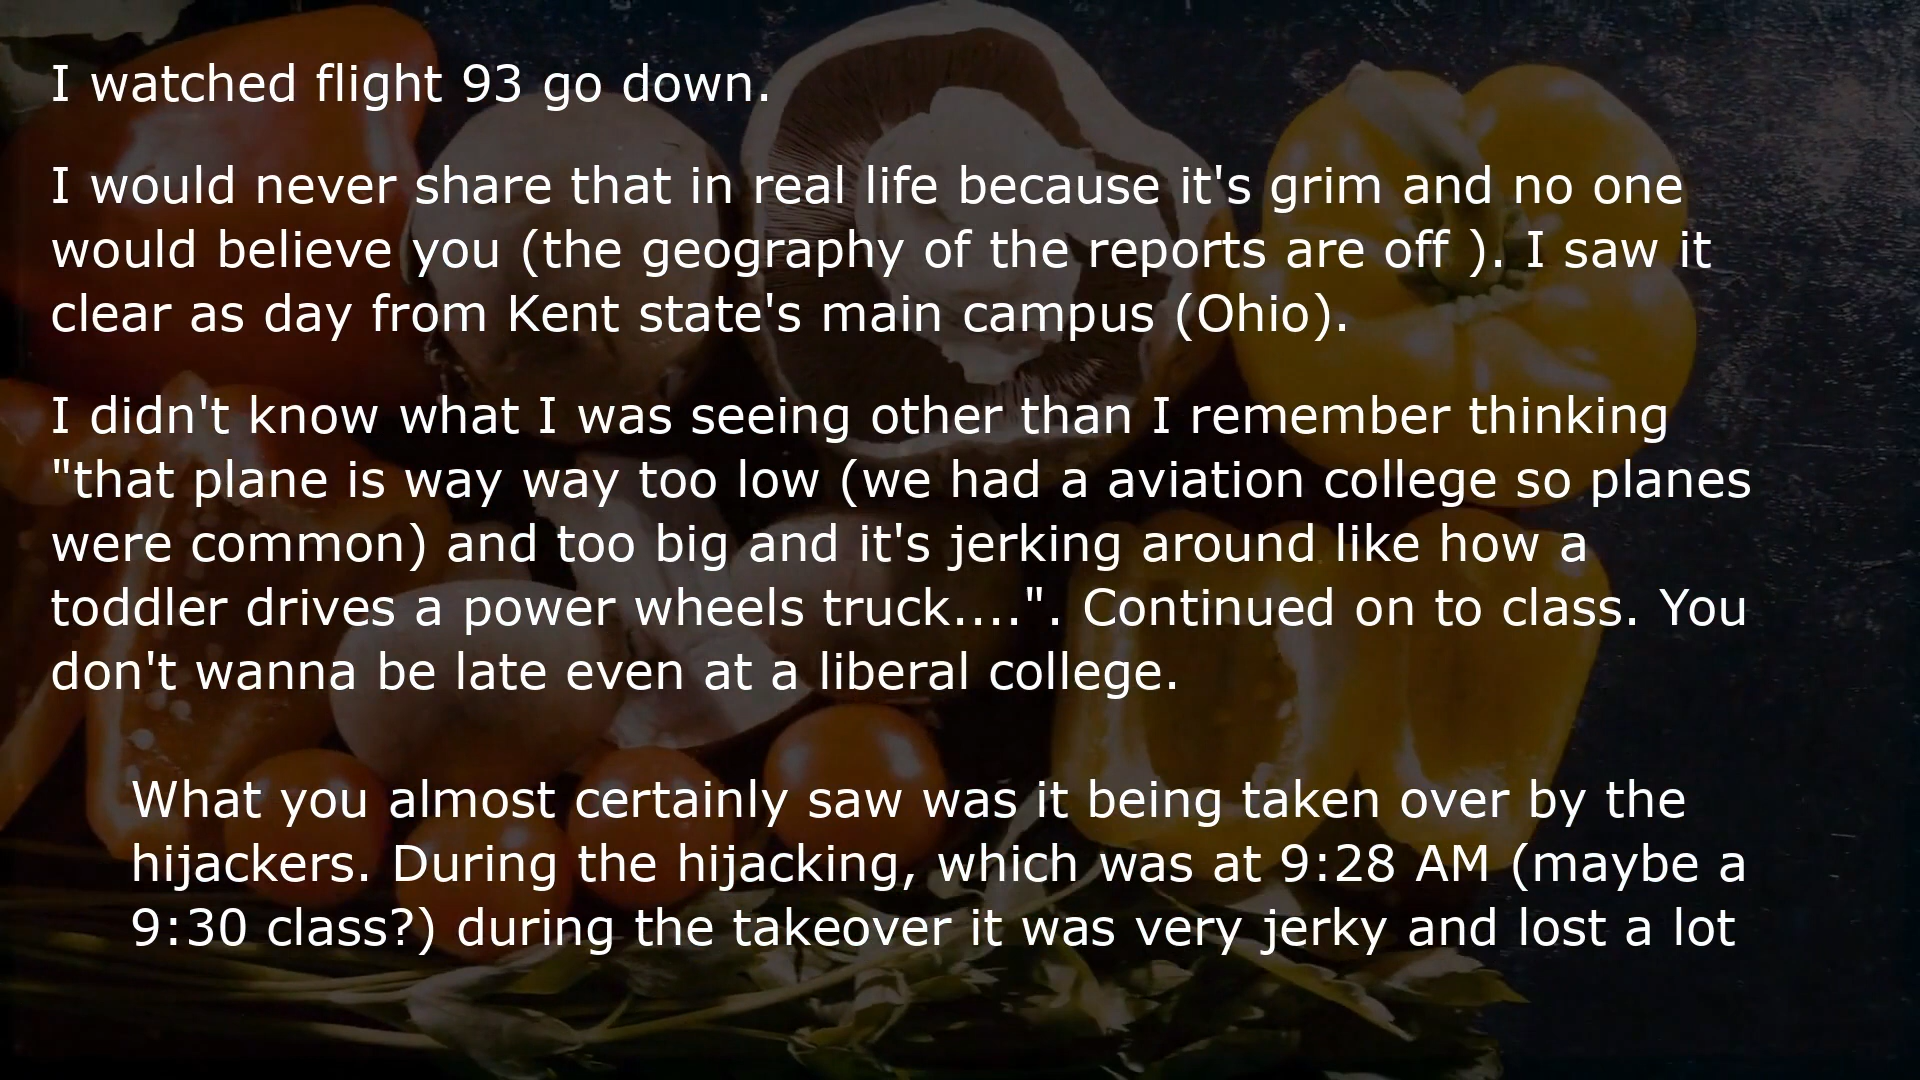 I watched flight 93 go down.
I would never share that in real life because it's grim and no one
would believe you (the geography of the reports are off ). I saw it
clear as day from Kent state's main campus (Ohio).
I didn't know what I was seeing other than I remember thinking
"that plane is way way too low (we had a aviation college so planes
were common) and too big and it's jerking around like how a
toddler drives a power wheels truck....". Continued on to class. You
don't wanna be late even at a liberal college.
What you almost certainly saw was it being taken over by the
hijackers. During the hijacking, which was at 9:28 AM (maybe a
9:30 class?) during the takeover it was very jerky and lost a lot